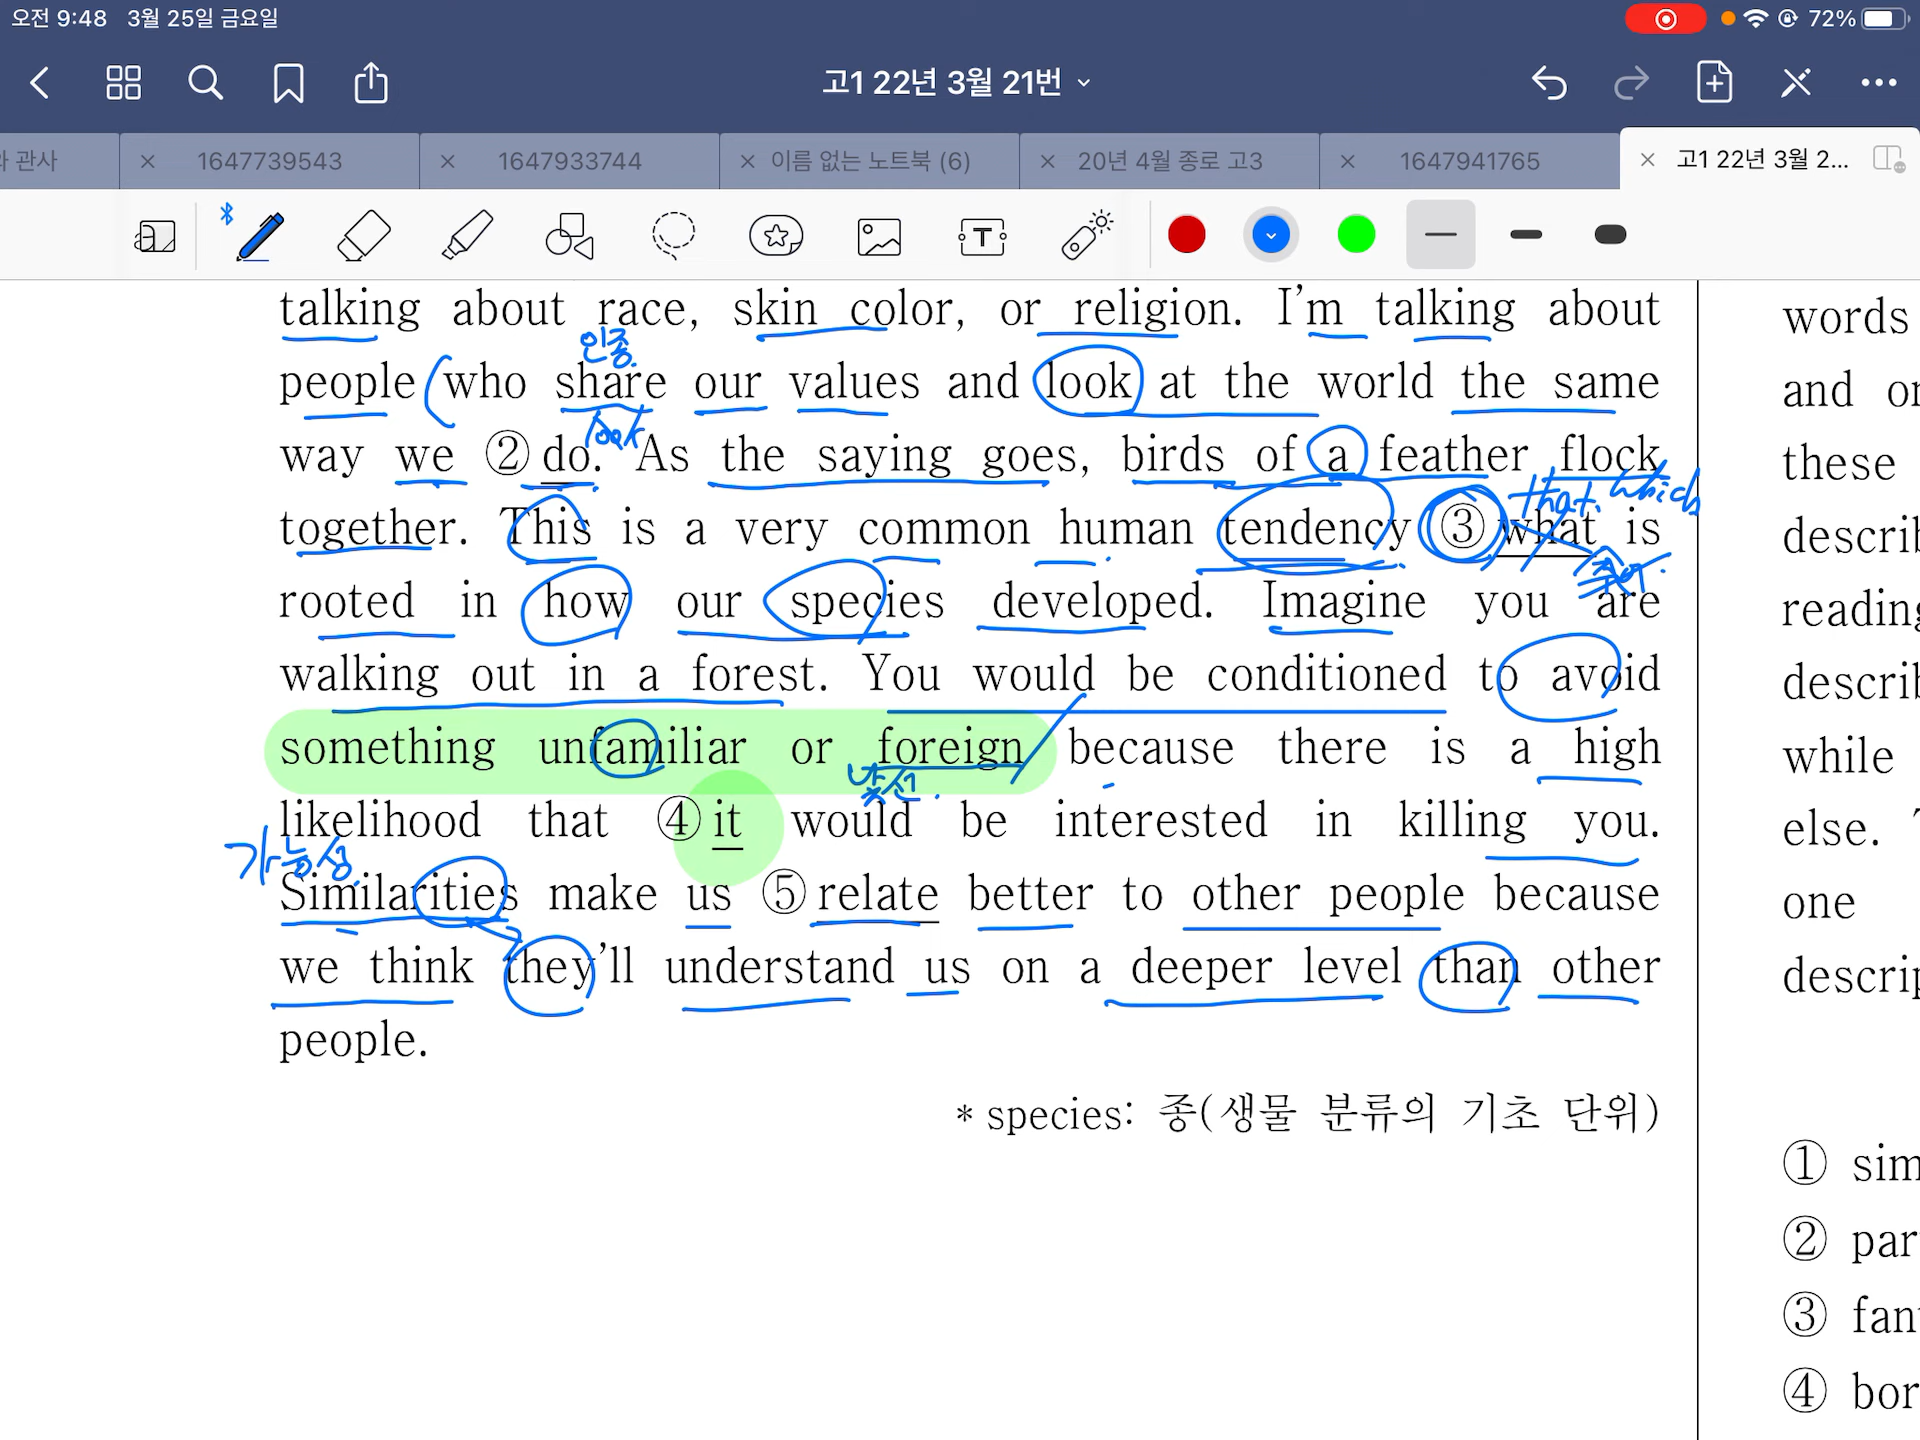 오전 9:48 3월 25일 금요일
72%
고1 22년 3월 21번
관사
1647739543
1647933744
이름 없는 노트북 (6)
20년 4월 종로 고3
1647941765
고1 22년 3월 2...
talking about race, skin color, or religion. I'm talking about
인종
people (who share our values and look at the world the same
look
way we ② do. As the saying goes, birds of a feather flock
that. which
together. This is a very common human tendency ③ what is
주어
rooted in how our species developed. Imagine you are
walking out in a forest. You would be conditioned to avoid
something unfamiliar or foreign because there is a high
낯선
likelihood that ④ it would be interested in killing you.
가능성
Similarities make us ⑤ relate better to other people because
we think they'll understand us on a deeper level than other
people.
* species: 종(생물 분류의 기초 단위)
words
and
these
reading
while
else.
one
①
②
③
④